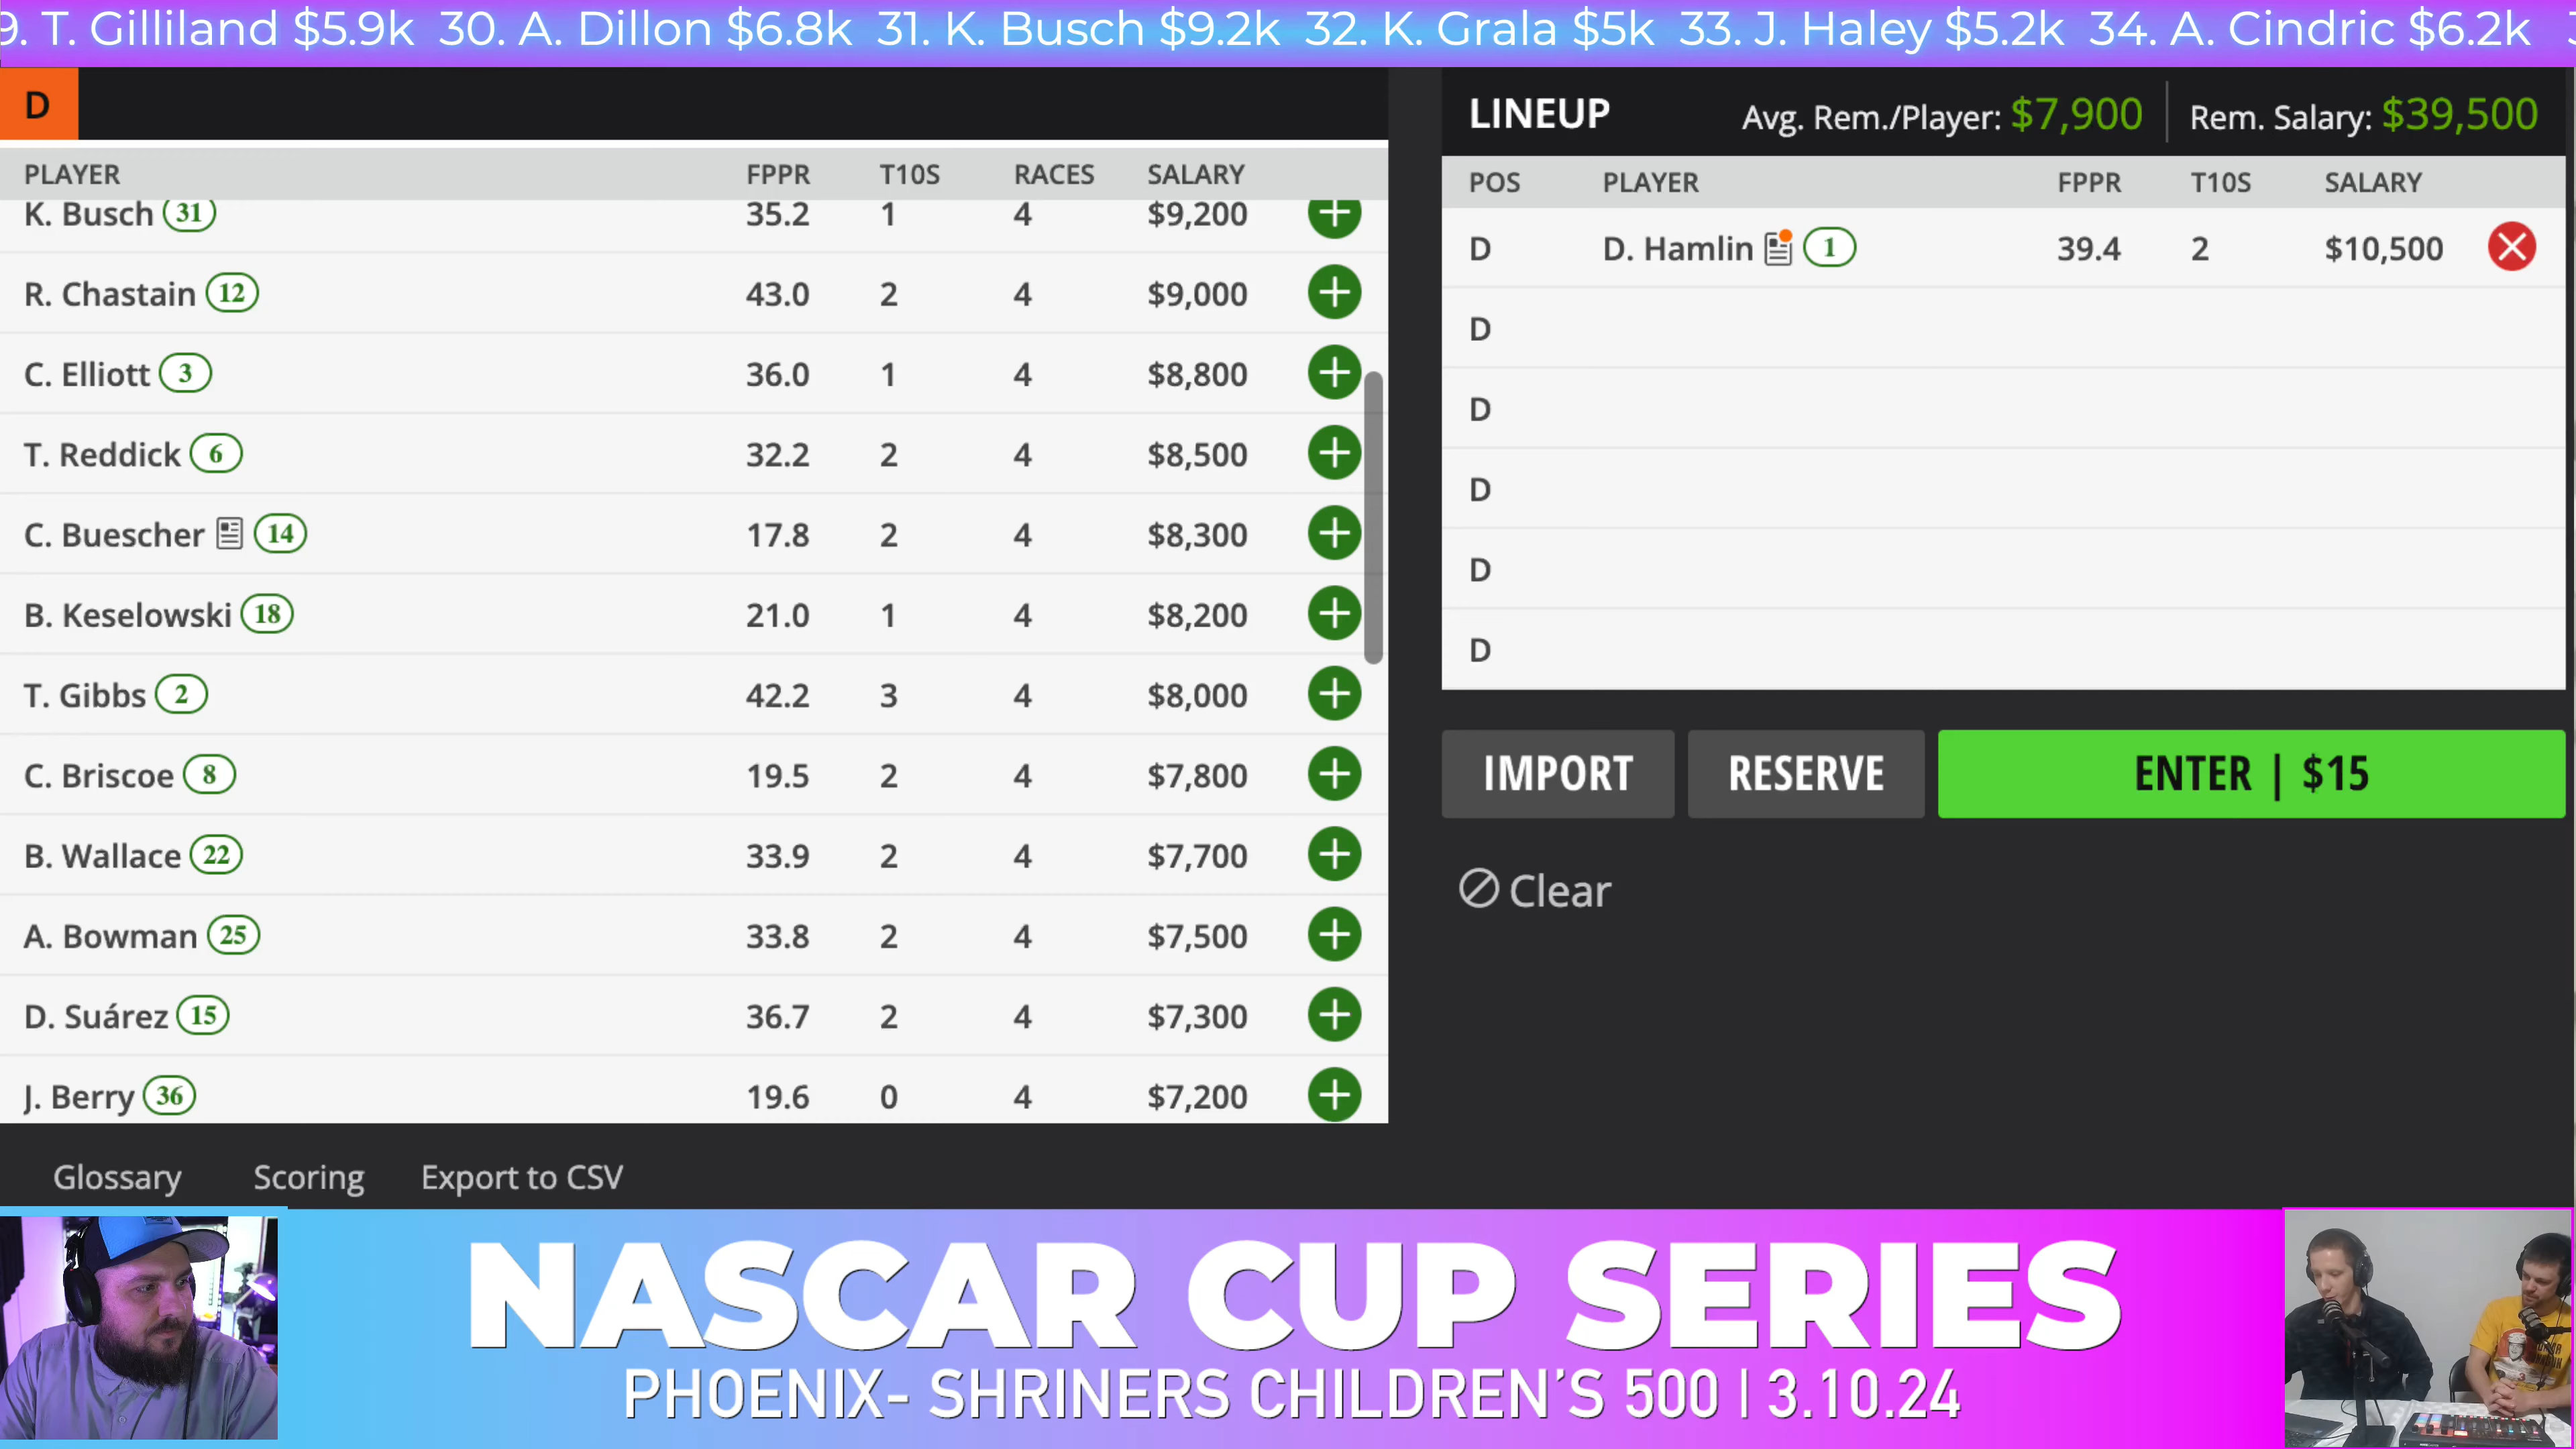 9. T. Gilliland $5.9k 30. A. Dillon $6.8k 31. K. Busch $9.2k 32. K. Grala $5k 33. J. Haley $5.2k 34. A. Cindric $6.2k
D
PLAYER FPPR T10S RACES SALARY
K. Busch 31 35.2 1 4 $9,200
R. Chastain 12 43.0 2 4 $9,000
C. Elliott 3 36.0 1 4 $8,800
T. Reddick 6 32.2 2 4 $8,500
C. Buescher 14 17.8 2 4 $8,300
B. Keselowski 18 21.0 1 4 $8,200
T. Gibbs 2 42.2 3 4 $8,000
C. Briscoe 8 19.5 2 4 $7,800
B. Wallace 22 33.9 2 4 $7,700
A. Bowman 25 33.8 2 4 $7,500
D. Suárez 15 36.7 2 4 $7,300
J. Berry 36 19.6 0 4 $7,200
Glossary Scoring Export to CSV
LINEUP Avg. Rem./Player: $7,900 Rem. Salary: $39,500
POS PLAYER FPPR T10S SALARY
D D. Hamlin 1 39.4 2 $10,500
D
D
D
D
D
IMPORT RESERVE ENTER | $15
Clear
NASCAR CUP SERIES
PHOENIX- SHRINERS CHILDREN'S 500 | 3.10.24